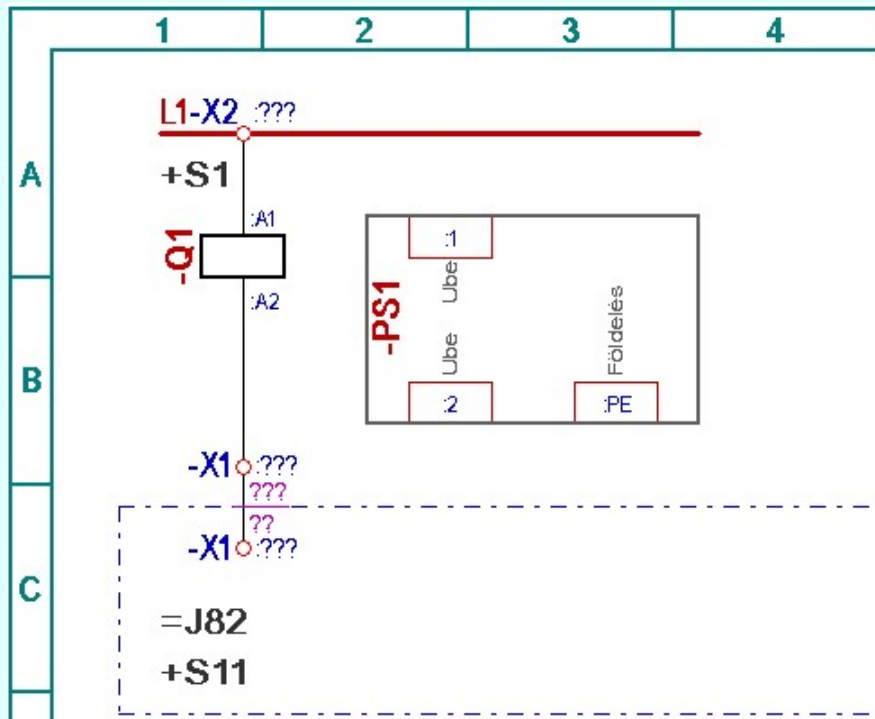 1 2 3 4
L1-X2 :???
A
+S1
:A1
-Q1
:A2
:1
Ube
-PS1
Ube
Földelés
B
:2
:PE
-X1 :???
???
??
-X1 :???
C
=J82
+S11